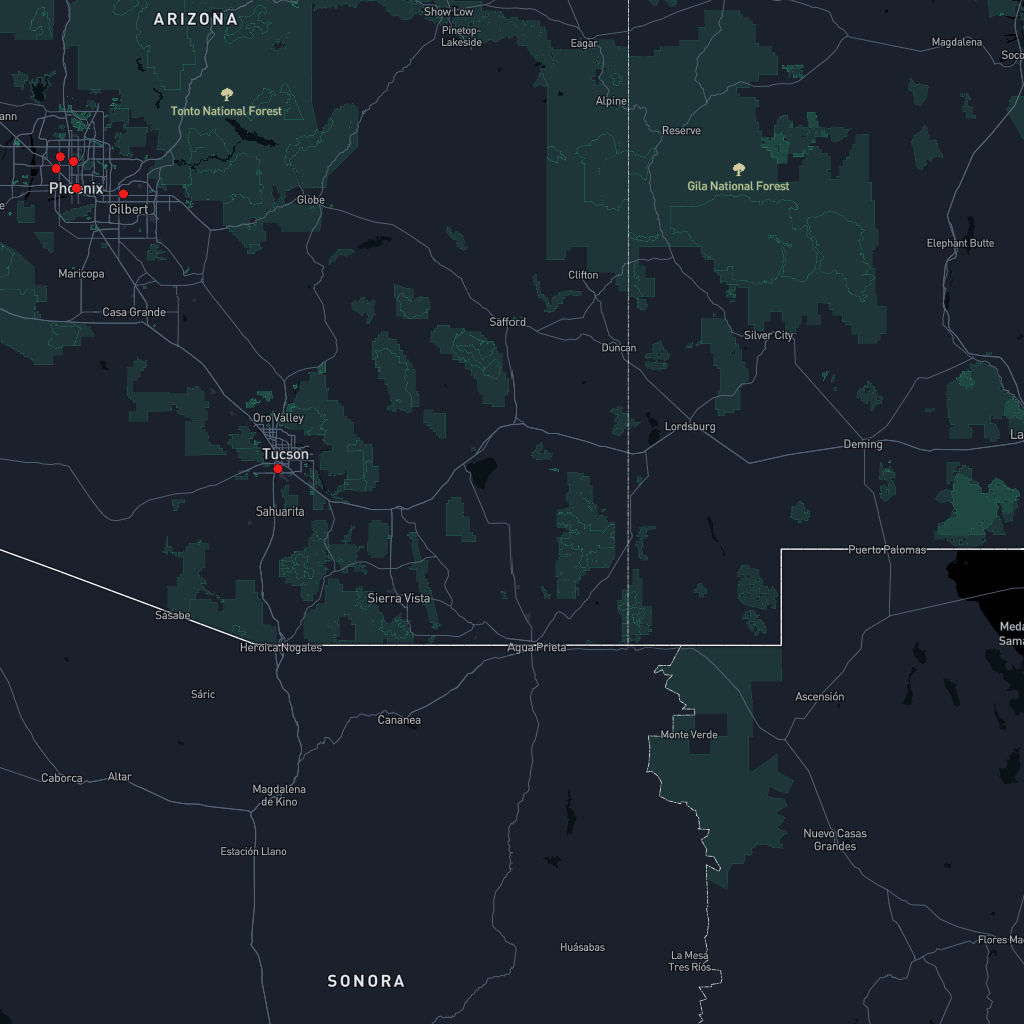 ARIZONA
Show Low
Pinetop-
Lakeside
Eagar
Magdalena
Soco
Tonto National Forest
Alpine
ann
Reserve
Gila National Forest
Phoenix
Gilbert
Globe
e
Elephant Butte
Maricopa
Clifton
Casa Grande
Safford
Silver City
Duncan
Oro Valley
Lordsburg
La
Deming
Tucson
Sahuarita
Puerto Palomas
Sierra Vista
Sásabe
Meda
Sama
Heroica Nogales
Agua Prieta
Sáric
Ascensión
Cananea
Monte Verde
Caborca
Altar
Magdalena
de Kino
Nuevo Casas
Grandes
Estación Llano
Huásabas
Flores Ma
La Mesa
Tres Ríos
SONORA